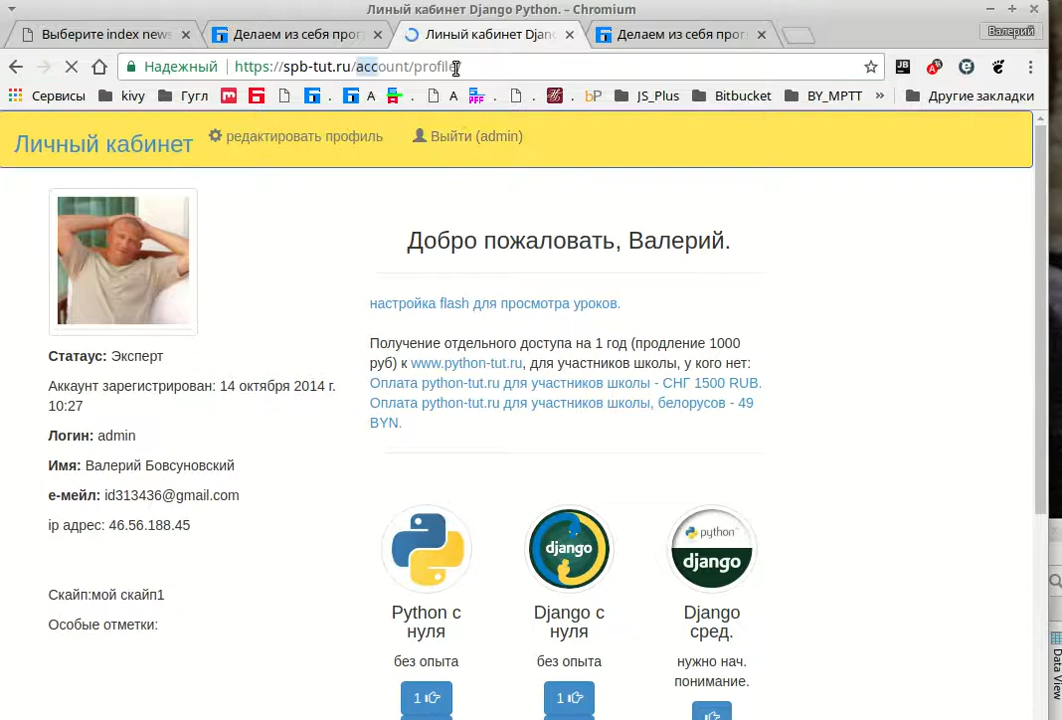 Линый кабинет Django Python. – Chromium
Выберите index news
Делаем из себя прог
Линый кабинет Djan
Делаем из себя прог
Валерий
Надежный
https://spb-tut.ru/account/profile
Сервисы
kivy
Гугл
А
А
bP
JS_Plus
Bitbucket
BY_MPTT
»
Другие закладки
Личный кабинет
редактировать профиль
Выйти (admin)
Добро пожаловать, Валерий.
настройка flash для просмотра уроков.
Получение отдельного доступа на 1 год (продление 1000
руб) к www.python-tut.ru, для участников школы, у кого нет:
Оплата python-tut.ru для участников школы - СНГ 1500 RUB.
Оплата python-tut.ru для участников школы, белорусов - 49
BYN.
Статаус: Эксперт
Аккаунт зарегистрирован: 14 октября 2014 г.
10:27
Логин: admin
Имя: Валерий Бовсуновский
е-мейл: id313436@gmail.com
ip адрес: 46.56.188.45
Скайп:мой скайп1
Особые отметки:
django
python
django
Python с
нуля
Django с
нуля
Django
сред.
без опыта
без опыта
нужно нач.
понимание.
1
1
Data View